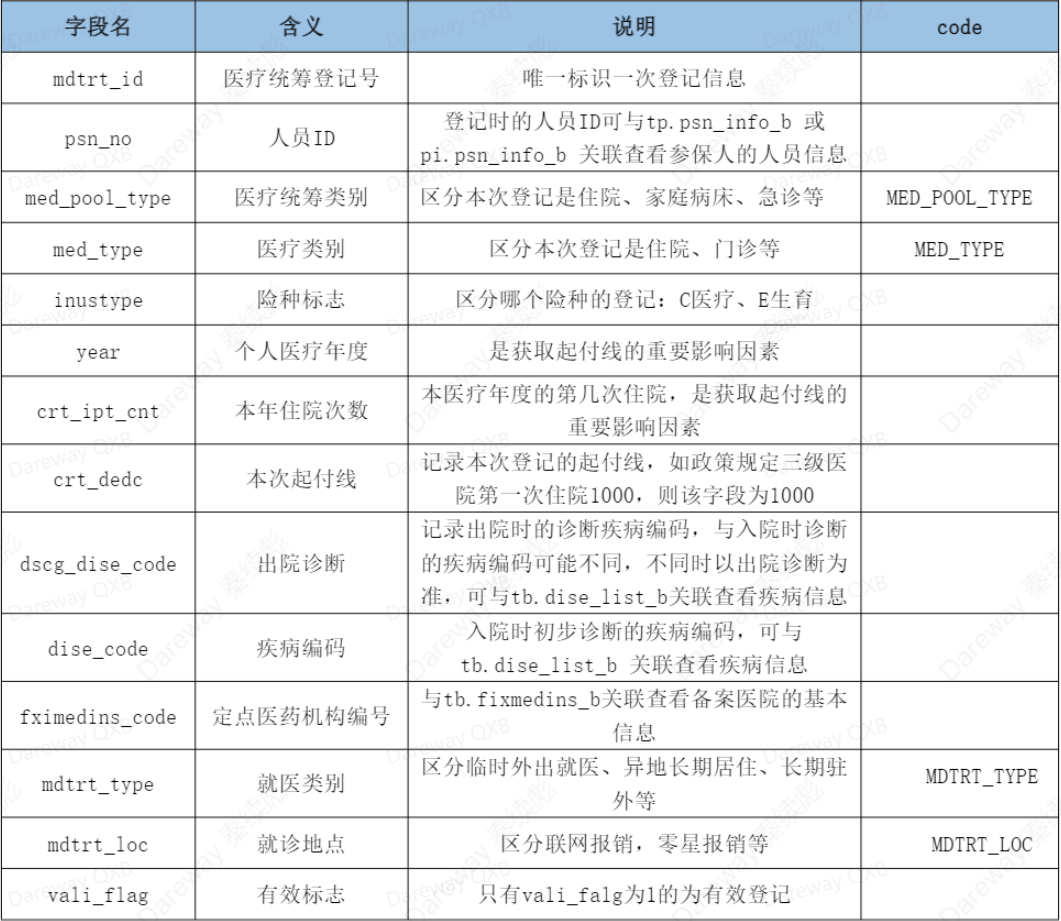 字段名 含义 说明 code
mdtrt_id 医疗统筹登记号 唯一标识一次登记信息
psn_no 人员ID 登记时的人员ID可与tp.psn_info_b 或
pi.psn_info_b 关联查看参保人的人员信息
med_pool_type 医疗统筹类别 区分本次登记是住院、家庭病床、急诊等 MED_POOL_TYPE
med_type 医疗类别 区分本次登记是住院、门诊等 MED_TYPE
inustype 险种标志 区分哪个险种的登记：C医疗、E生育
year 个人医疗年度 是获取起付线的重要影响因素
crt_ipt_cnt 本年住院次数 本医疗年度的第几次住院，是获取起付线的
重要影响因素
crt_dedc 本次起付线 记录本次登记的起付线，如政策规定三级医
院第一次住院1000，则该字段为1000
dscg_dise_code 出院诊断 记录出院时的诊断疾病编码，与入院时诊断
的疾病编码可能不同，不同时以出院诊断为
准，可与tb.dise_list_b关联查看疾病信息
dise_code 疾病编码 入院时初步诊断的疾病编码，可与
tb.dise_list_b 关联查看疾病信息
fximedins_code 定点医药机构编号 与tb.fixmedins_b关联查看备案医院的基本
信息
mdtrt_type 就医类别 区分临时外出就医、异地长期居住、长期驻
外等 MDTRT_TYPE
mdtrt_loc 就诊地点 区分联网报销，零星报销等 MDTRT_LOC
vali_flag 有效标志 只有vali_falg为1的为有效登记
Dareway QXB
Dareway 秦续彪